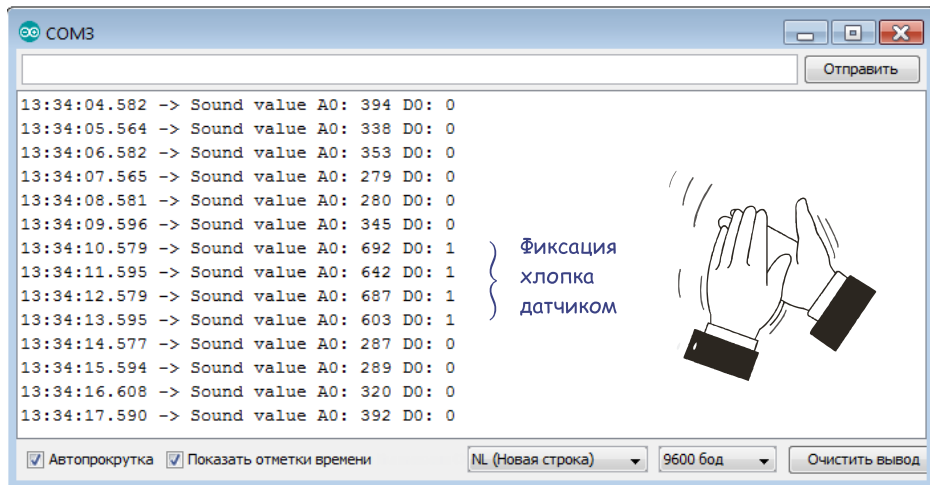 COM3
Отправить
13:34:04.582 -> Sound value A0: 394 D0: 0
13:34:05.564 -> Sound value A0: 338 D0: 0
13:34:06.582 -> Sound value A0: 353 D0: 0
13:34:07.565 -> Sound value A0: 279 D0: 0
13:34:08.581 -> Sound value A0: 280 D0: 0
13:34:09.596 -> Sound value A0: 345 D0: 0
13:34:10.579 -> Sound value A0: 692 D0: 1
13:34:11.595 -> Sound value A0: 642 D0: 1
13:34:12.579 -> Sound value A0: 687 D0: 1
13:34:13.595 -> Sound value A0: 603 D0: 1
13:34:14.577 -> Sound value A0: 287 D0: 0
13:34:15.594 -> Sound value A0: 289 D0: 0
13:34:16.608 -> Sound value A0: 320 D0: 0
13:34:17.590 -> Sound value A0: 392 D0: 0
Фиксация
хлопка
датчиком
Автопрокрутка Показать отметки времени NL (Новая строка) 9600 бод Очистить вывод